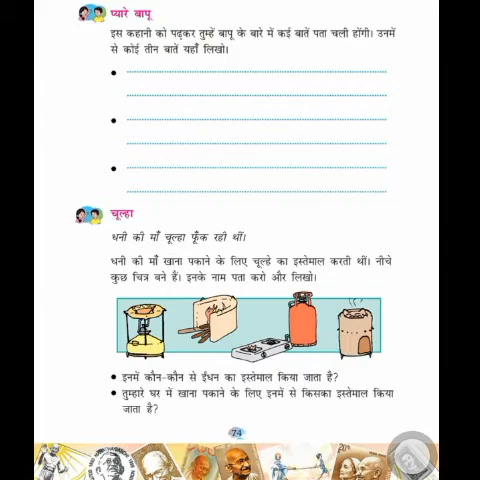 प्यारे बापू
इस कहानी को पढ़कर तुम्हें बापू के बारे में कई बातें पता चली होंगी। उनमें
से कोई तीन बातें यहाँ लिखो।
चूल्हा
धनी की माँ चूल्हा फूँक रही थीं।
धनी की माँ खाना पकाने के लिए चूल्हे का इस्तेमाल करती थीं। नीचे
कुछ चित्र बने हैं। इनके नाम पता करो और लिखो।
• इनमें कौन-कौन से ईंधन का इस्तेमाल किया जाता है?
• तुम्हारे घर में खाना पकाने के लिए इनमें से किसका इस्तेमाल किया
जाता है?
74